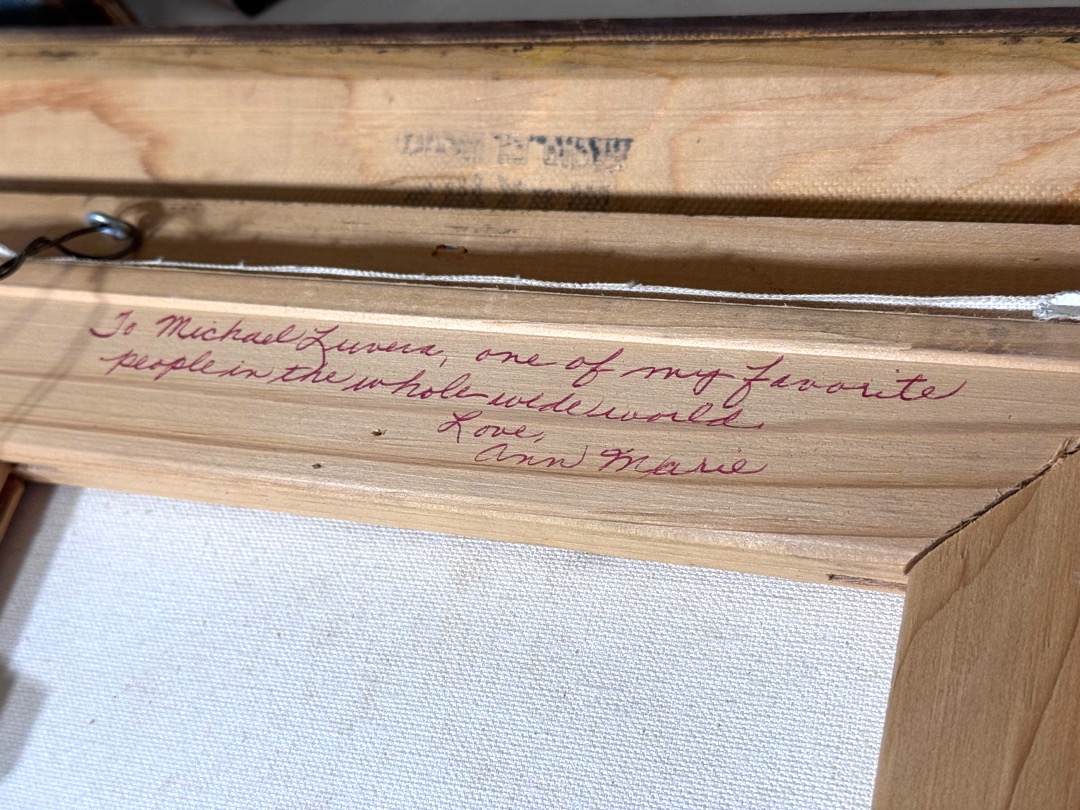 To Michael Luvera, one of my favorite
people in the whole wide world
Love,
Ann Marie